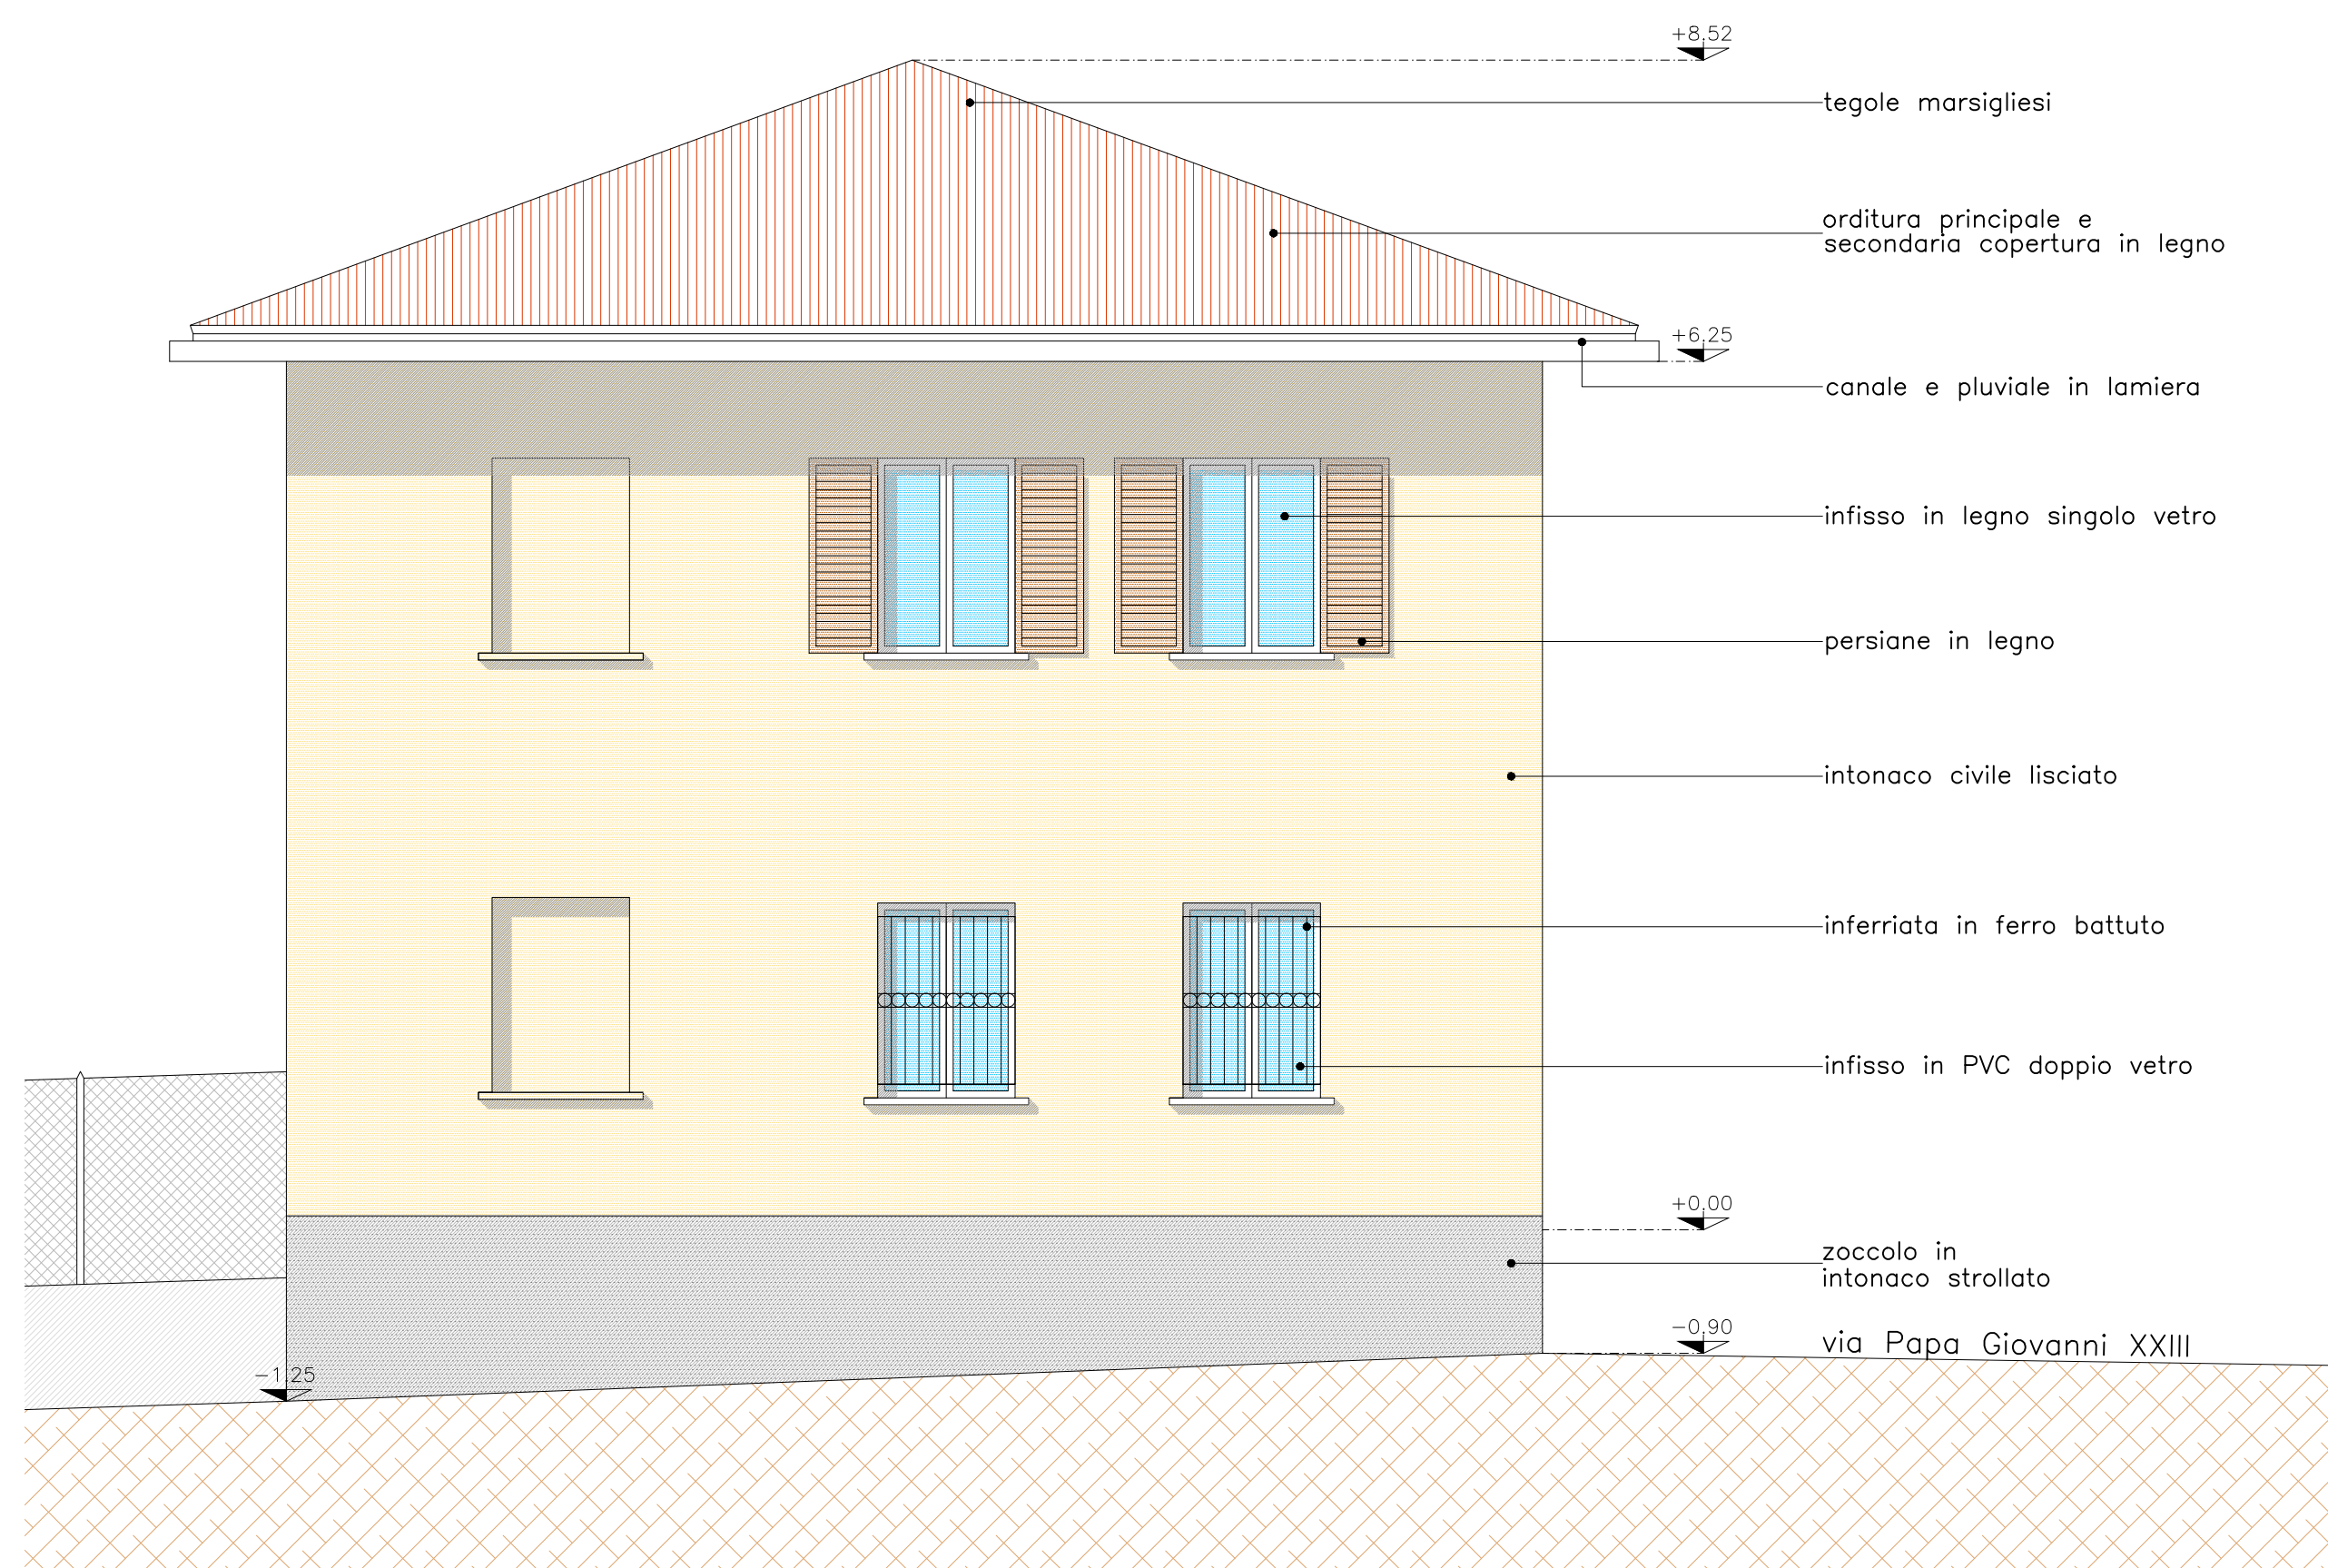 +8.52
tegole marsigliesi
orditura principale e
secondaria copertura in legno
+6.25
canale e pluviale in lamiera
infisso in legno singolo vetro
persiane in legno
intonaco civile lisciato
inferriata in ferro battuto
infisso in PVC doppio vetro
+0.00
zoccolo in
intonaco strollato
-0.90
via Papa Giovanni XXIII
-1.25